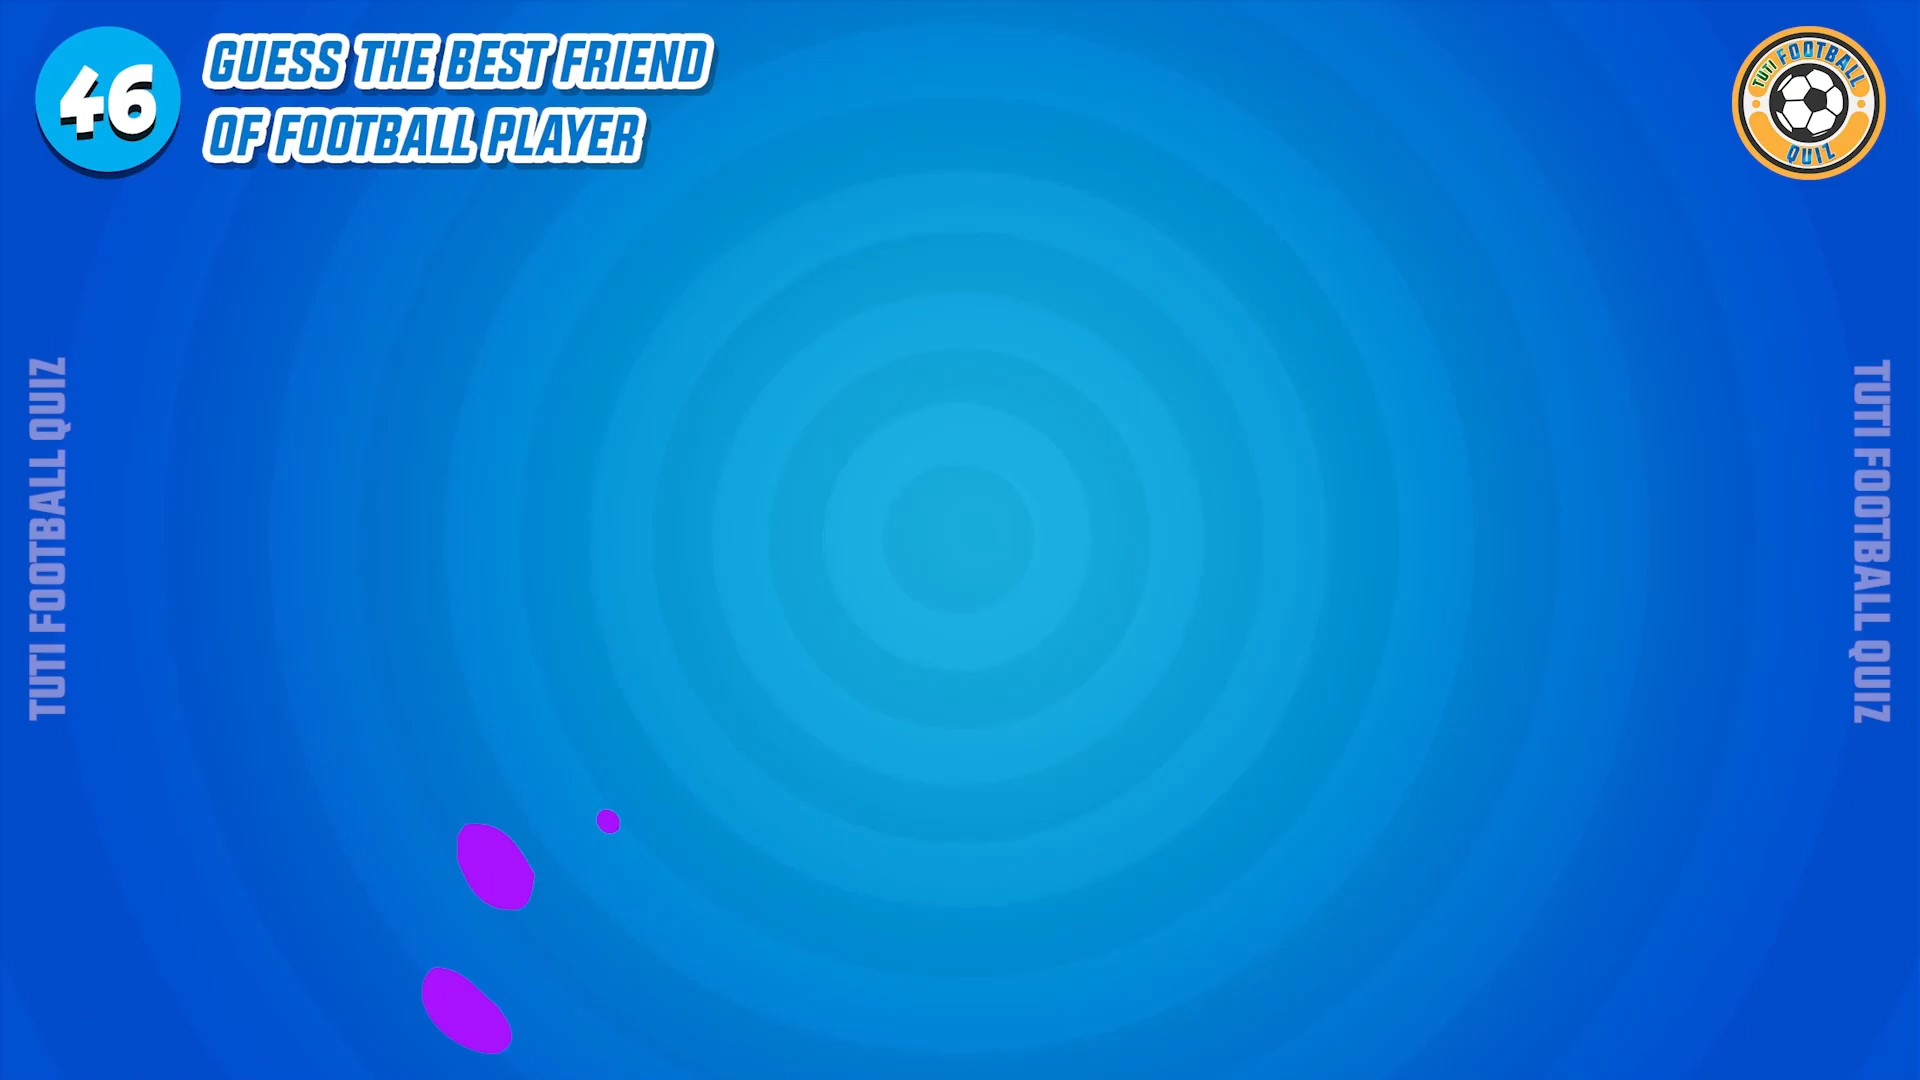 46
GUESS THE BEST FRIEND
OF FOOTBALL PLAYER
TUTI FOOTBALL
QUIZ
TUTI FOOTBALL QUIZ
TUTI FOOTBALL QUIZ